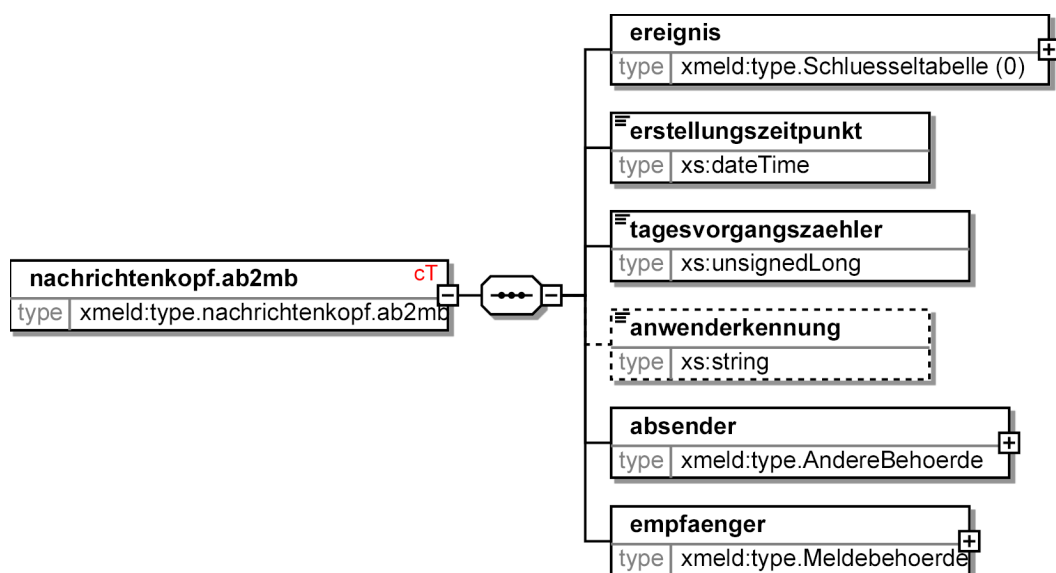 ereignis
type xmeld:type.Schluesseltabelle (0)
erstellungszeitpunkt
type xs:dateTime
tagesvorgangszaehler
type xs:unsignedLong
nachrichtenkopf.ab2mb cT
type xmeld:type.nachrichtenkopf.ab2mb
anwenderkennung
type xs:string
absender
type xmeld:type.AndereBehoerde
empfaenger
type xmeld:type.Meldebehoerde